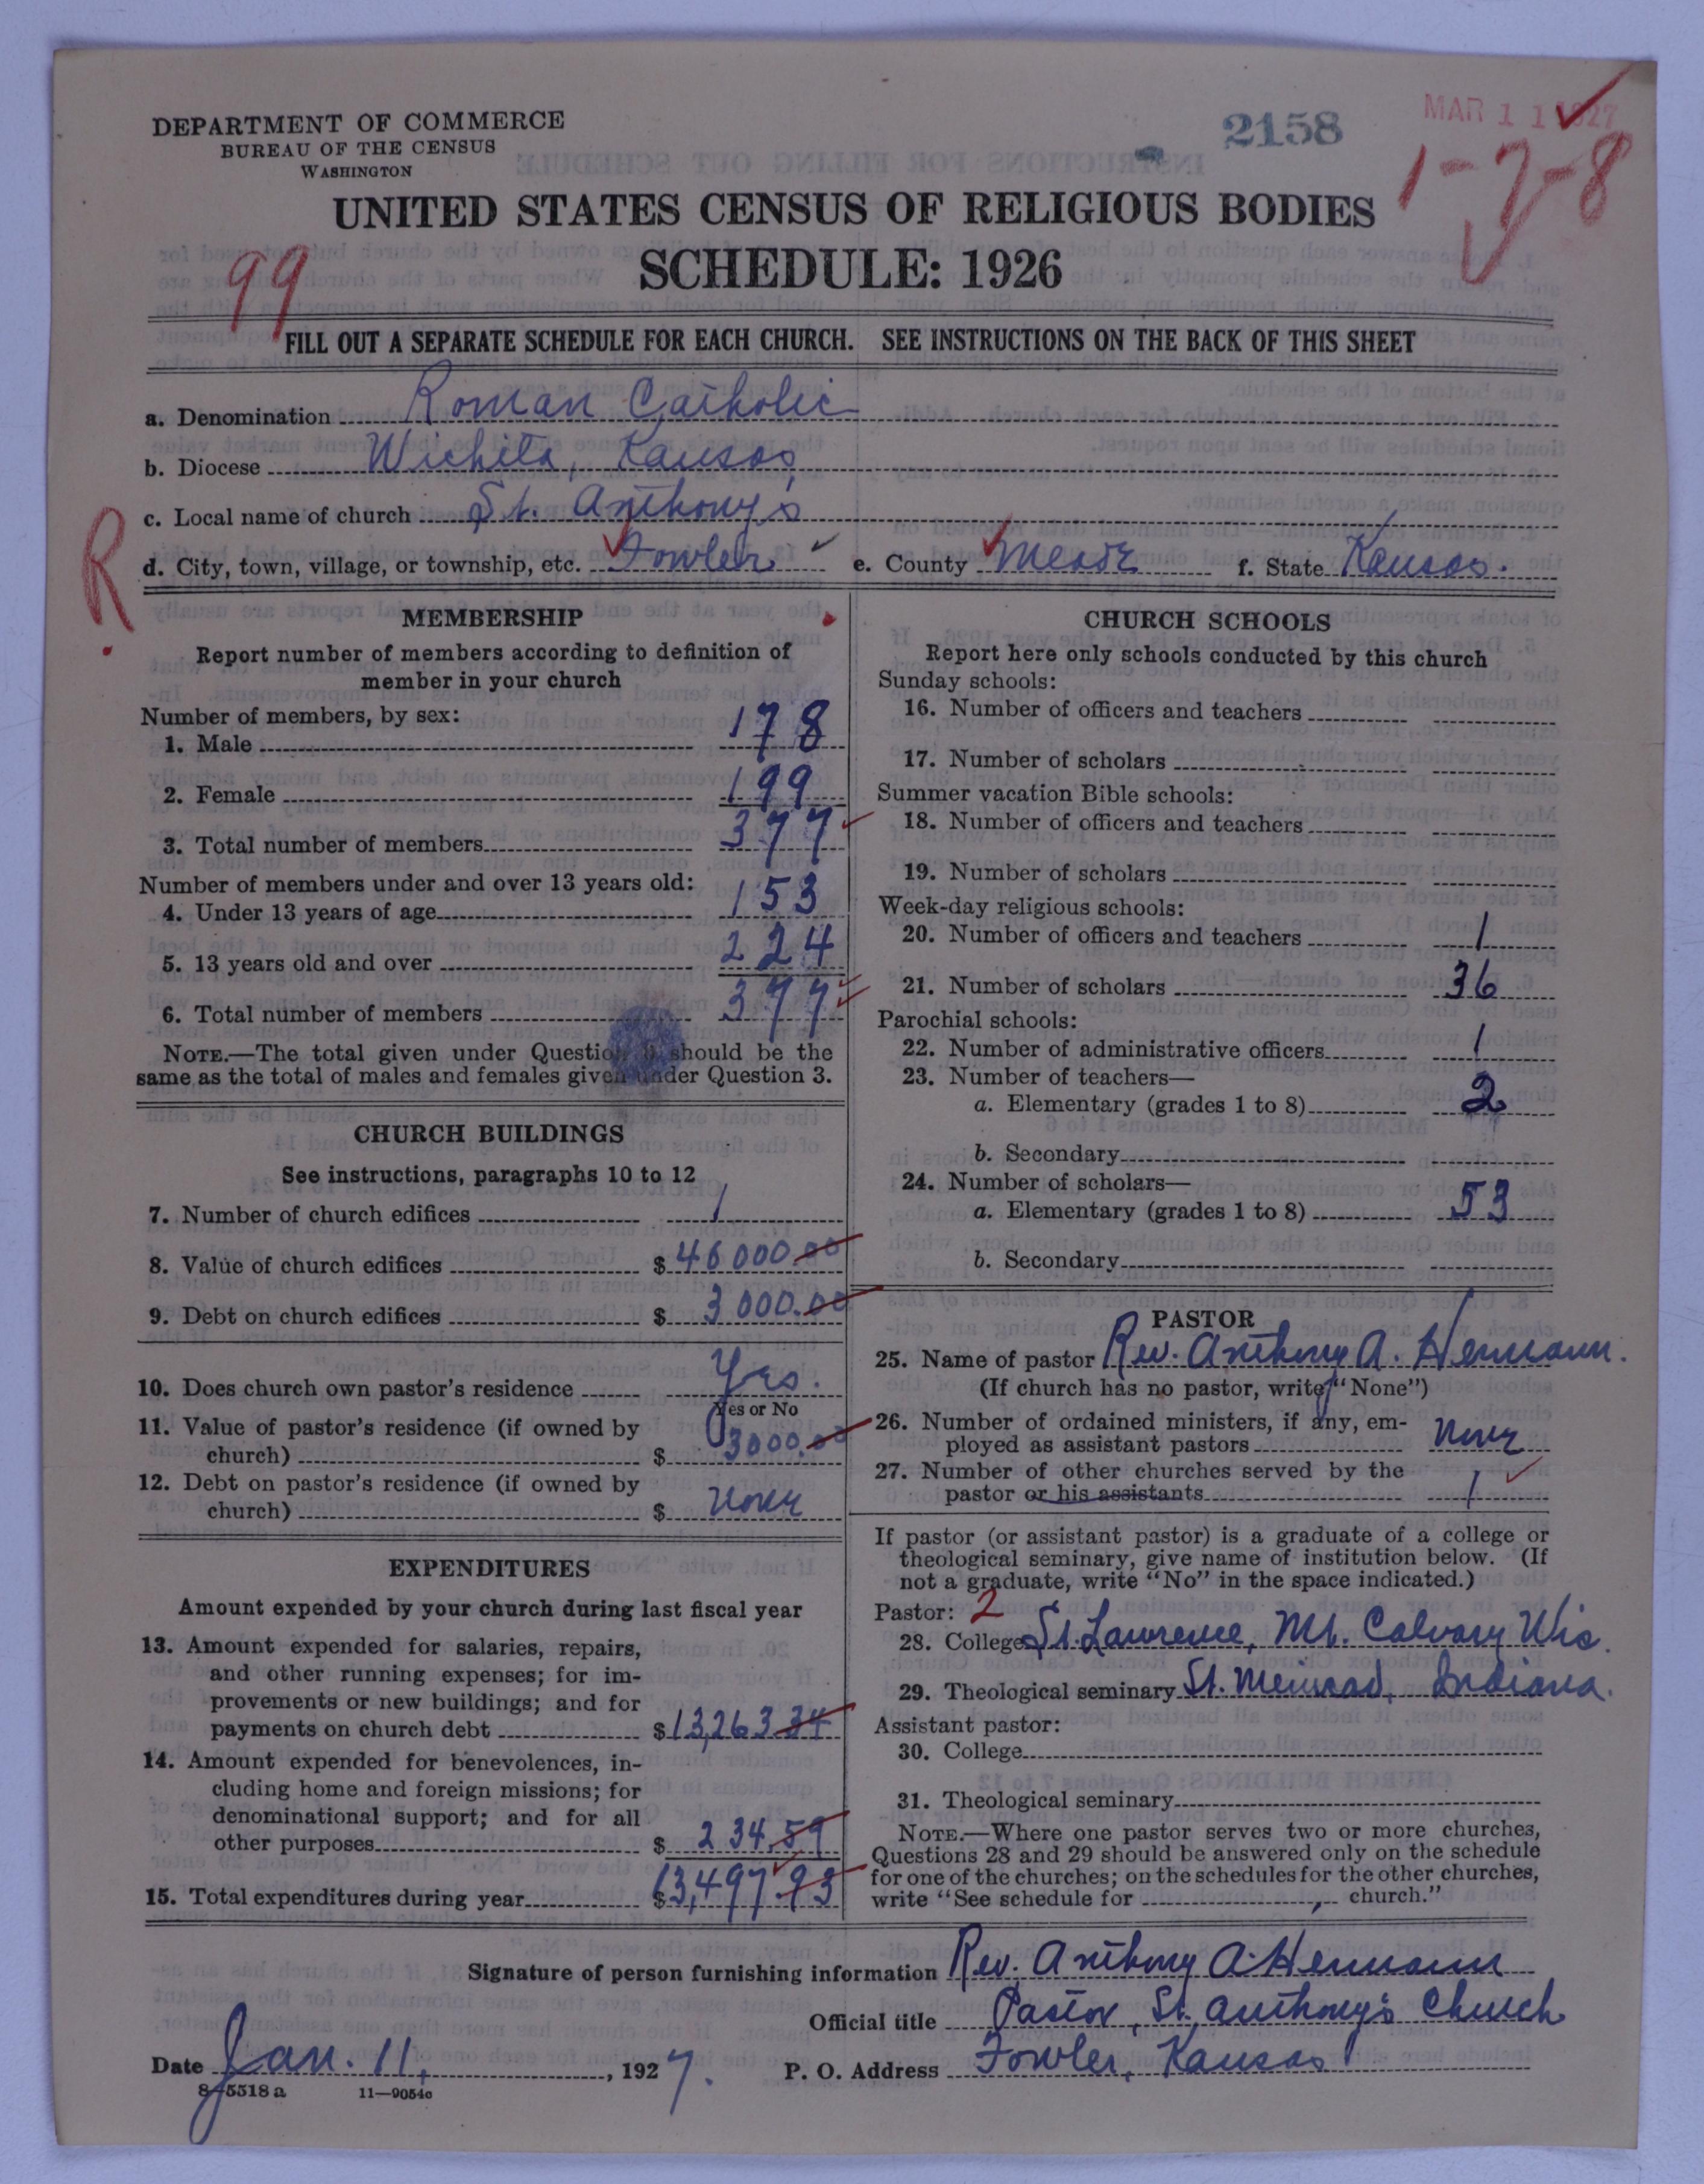 DEPARTMENT OF COMMERCE
BUREAU OF THE CENSUS
WASHINGTON
2158
MAR 11 1927
1-7-8
UNITED STATES CENSUS OF RELIGIOUS BODIES
SCHEDULE: 1926
99
FILL OUT A SEPARATE SCHEDULE FOR EACH CHURCH. SEE INSTRUCTIONS ON THE BACK OF THIS SHEET
a. Denomination Roman Catholic
b. Diocese Wichita, Kansas
c. Local name of church St. Anthony's
R
d. City, town, village, or township, etc. Fowler e. County Meade f. State Kansas.
MEMBERSHIP
Report number of members according to definition of
member in your church
Number of members, by sex:
1. Male 178
2. Female 199
3. Total number of members 377
Number of members under and over 13 years old:
4. Under 13 years of age 153
5. 13 years old and over 224
6. Total number of members 377
NOTE.—The total given under Question 6 should be the
same as the total of males and females given under Question 3.
CHURCH BUILDINGS
See instructions, paragraphs 10 to 12
7. Number of church edifices 1
8. Value of church edifices $ 46000.00
9. Debt on church edifices $ 3000.00
10. Does church own pastor's residence Yes.
Yes or No
11. Value of pastor's residence (if owned by
church) $ 3000.00
12. Debt on pastor's residence (if owned by
church) $ None
EXPENDITURES
Amount expended by your church during last fiscal year
13. Amount expended for salaries, repairs,
and other running expenses; for im-
provements or new buildings; and for
payments on church debt $ 13,263.34
14. Amount expended for benevolences, in-
cluding home and foreign missions; for
denominational support; and for all
other purposes $ 234.59
15. Total expenditures during year $ 13,497.93
CHURCH SCHOOLS
Report here only schools conducted by this church
Sunday schools:
16. Number of officers and teachers
17. Number of scholars
Summer vacation Bible schools:
18. Number of officers and teachers
19. Number of scholars
Week-day religious schools:
20. Number of officers and teachers 1
21. Number of scholars 36
Parochial schools:
22. Number of administrative officers 1
23. Number of teachers—
a. Elementary (grades 1 to 8) 2
b. Secondary
24. Number of scholars—
a. Elementary (grades 1 to 8) 53
b. Secondary
PASTOR
25. Name of pastor Rev. Anthony A. Hermann.
(If church has no pastor, write "None")
26. Number of ordained ministers, if any, em-
ployed as assistant pastors None
27. Number of other churches served by the
pastor or his assistants 1
If pastor (or assistant pastor) is a graduate of a college or
theological seminary, give name of institution below. (If
not a graduate, write "No" in the space indicated.)
Pastor: 2
28. College St. Lawrence, Mt. Calvary Wis.
29. Theological seminary St. Meinrad, Indiana.
Assistant pastor:
30. College
31. Theological seminary
NOTE.—Where one pastor serves two or more churches,
Questions 28 and 29 should be answered only on the schedule
for one of the churches; on the schedules for the other churches,
write "See schedule for , church."
Signature of person furnishing information Rev. Anthony A. Hermann
Official title Pastor, St. Anthony's Church
Date Jan. 11, , 1927. P. O. Address Fowler, Kansas
8-5518 a 11-9054c